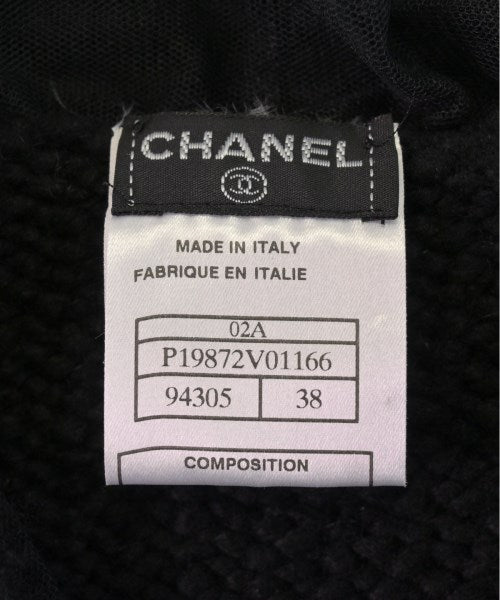 CHANEL
MADE IN ITALY
FABRIQUE EN ITALIE
02A
P19872V01166
94305 38
COMPOSITION